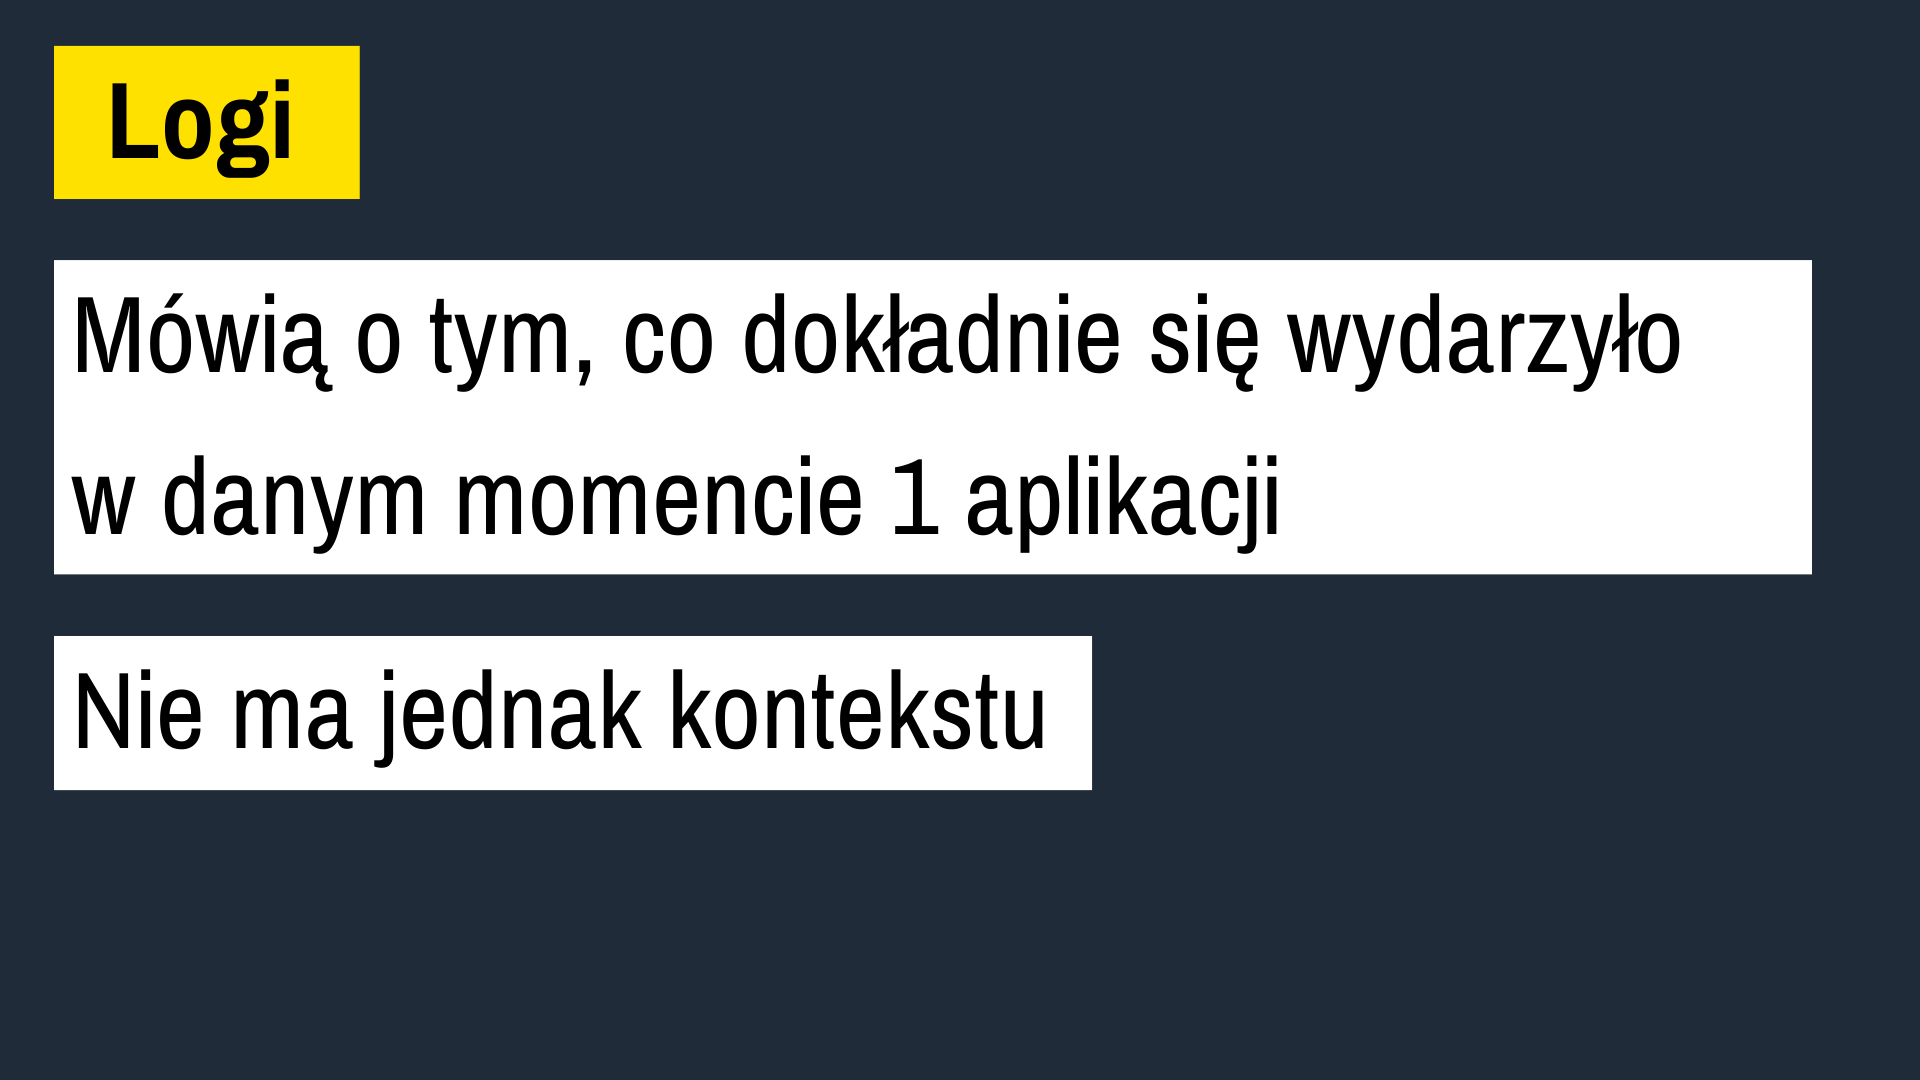 Logi
Mówią o tym, co dokładnie się wydarzyło
w danym momencie 1 aplikacji
Nie ma jednak kontekstu